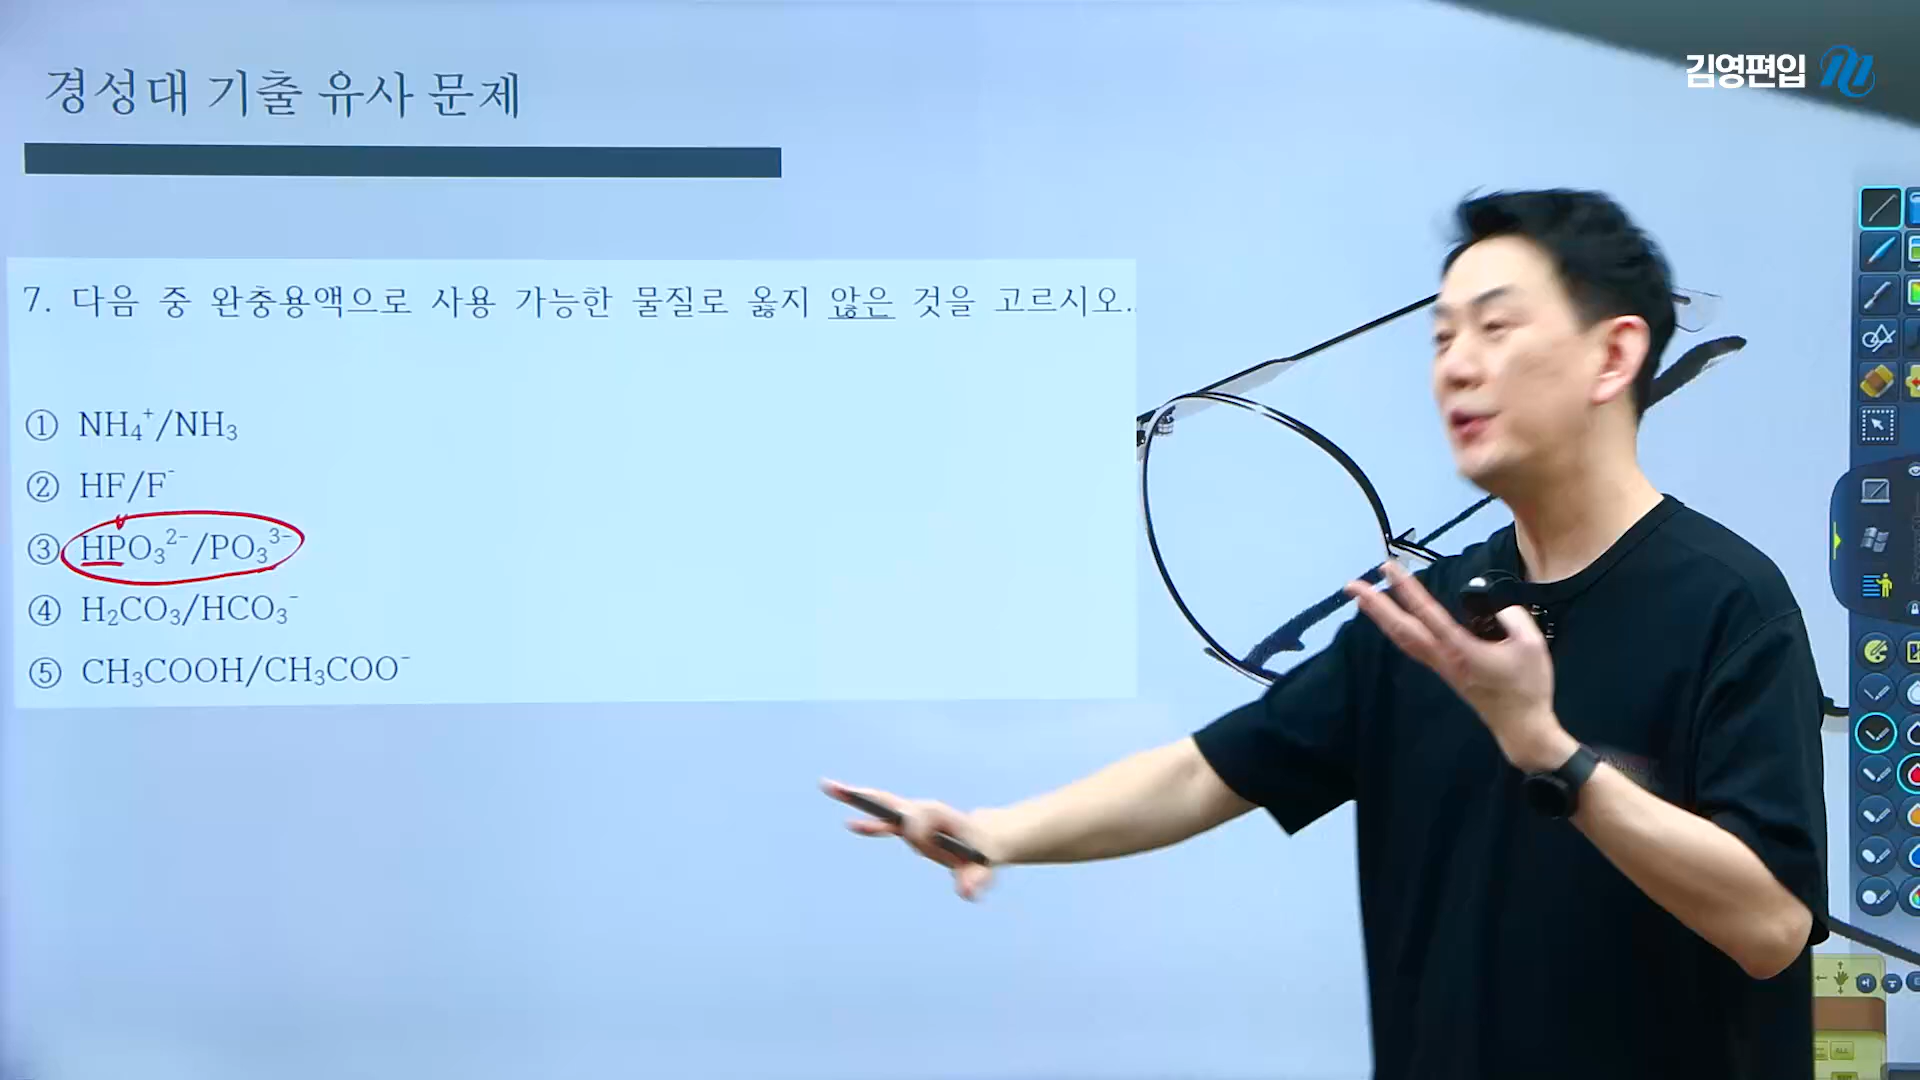 경성대 기출 유사 문제
김영편입
7. 다음 중 완충용액으로 사용 가능한 물질로 옳지 않은 것을 고르시오..
① NH₄⁺/NH₃
② HF/F⁻
③ HPO₃²⁻/PO₃³⁻
④ H₂CO₃/HCO₃⁻
⑤ CH₃COOH/CH₃COO⁻
ALL